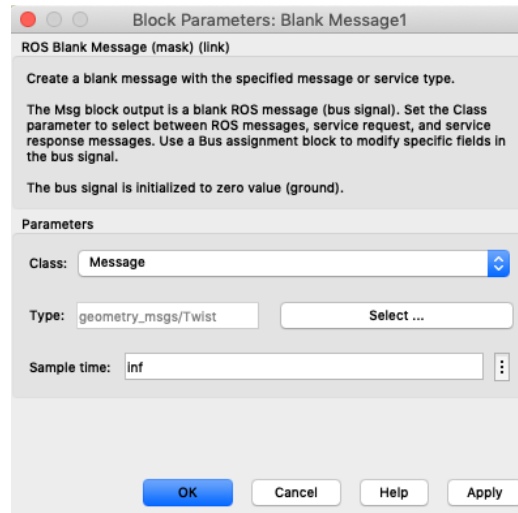 Block Parameters: Blank Message1
ROS Blank Message (mask) (link)
Create a blank message with the specified message or service type.
The Msg block output is a blank ROS message (bus signal). Set the Class
parameter to select between ROS messages, service request, and service
response messages. Use a Bus assignment block to modify specific fields in
the bus signal.
The bus signal is initialized to zero value (ground).
Parameters
Class: Message
Type: geometry_msgs/Twist Select ...
Sample time: inf
OK Cancel Help Apply